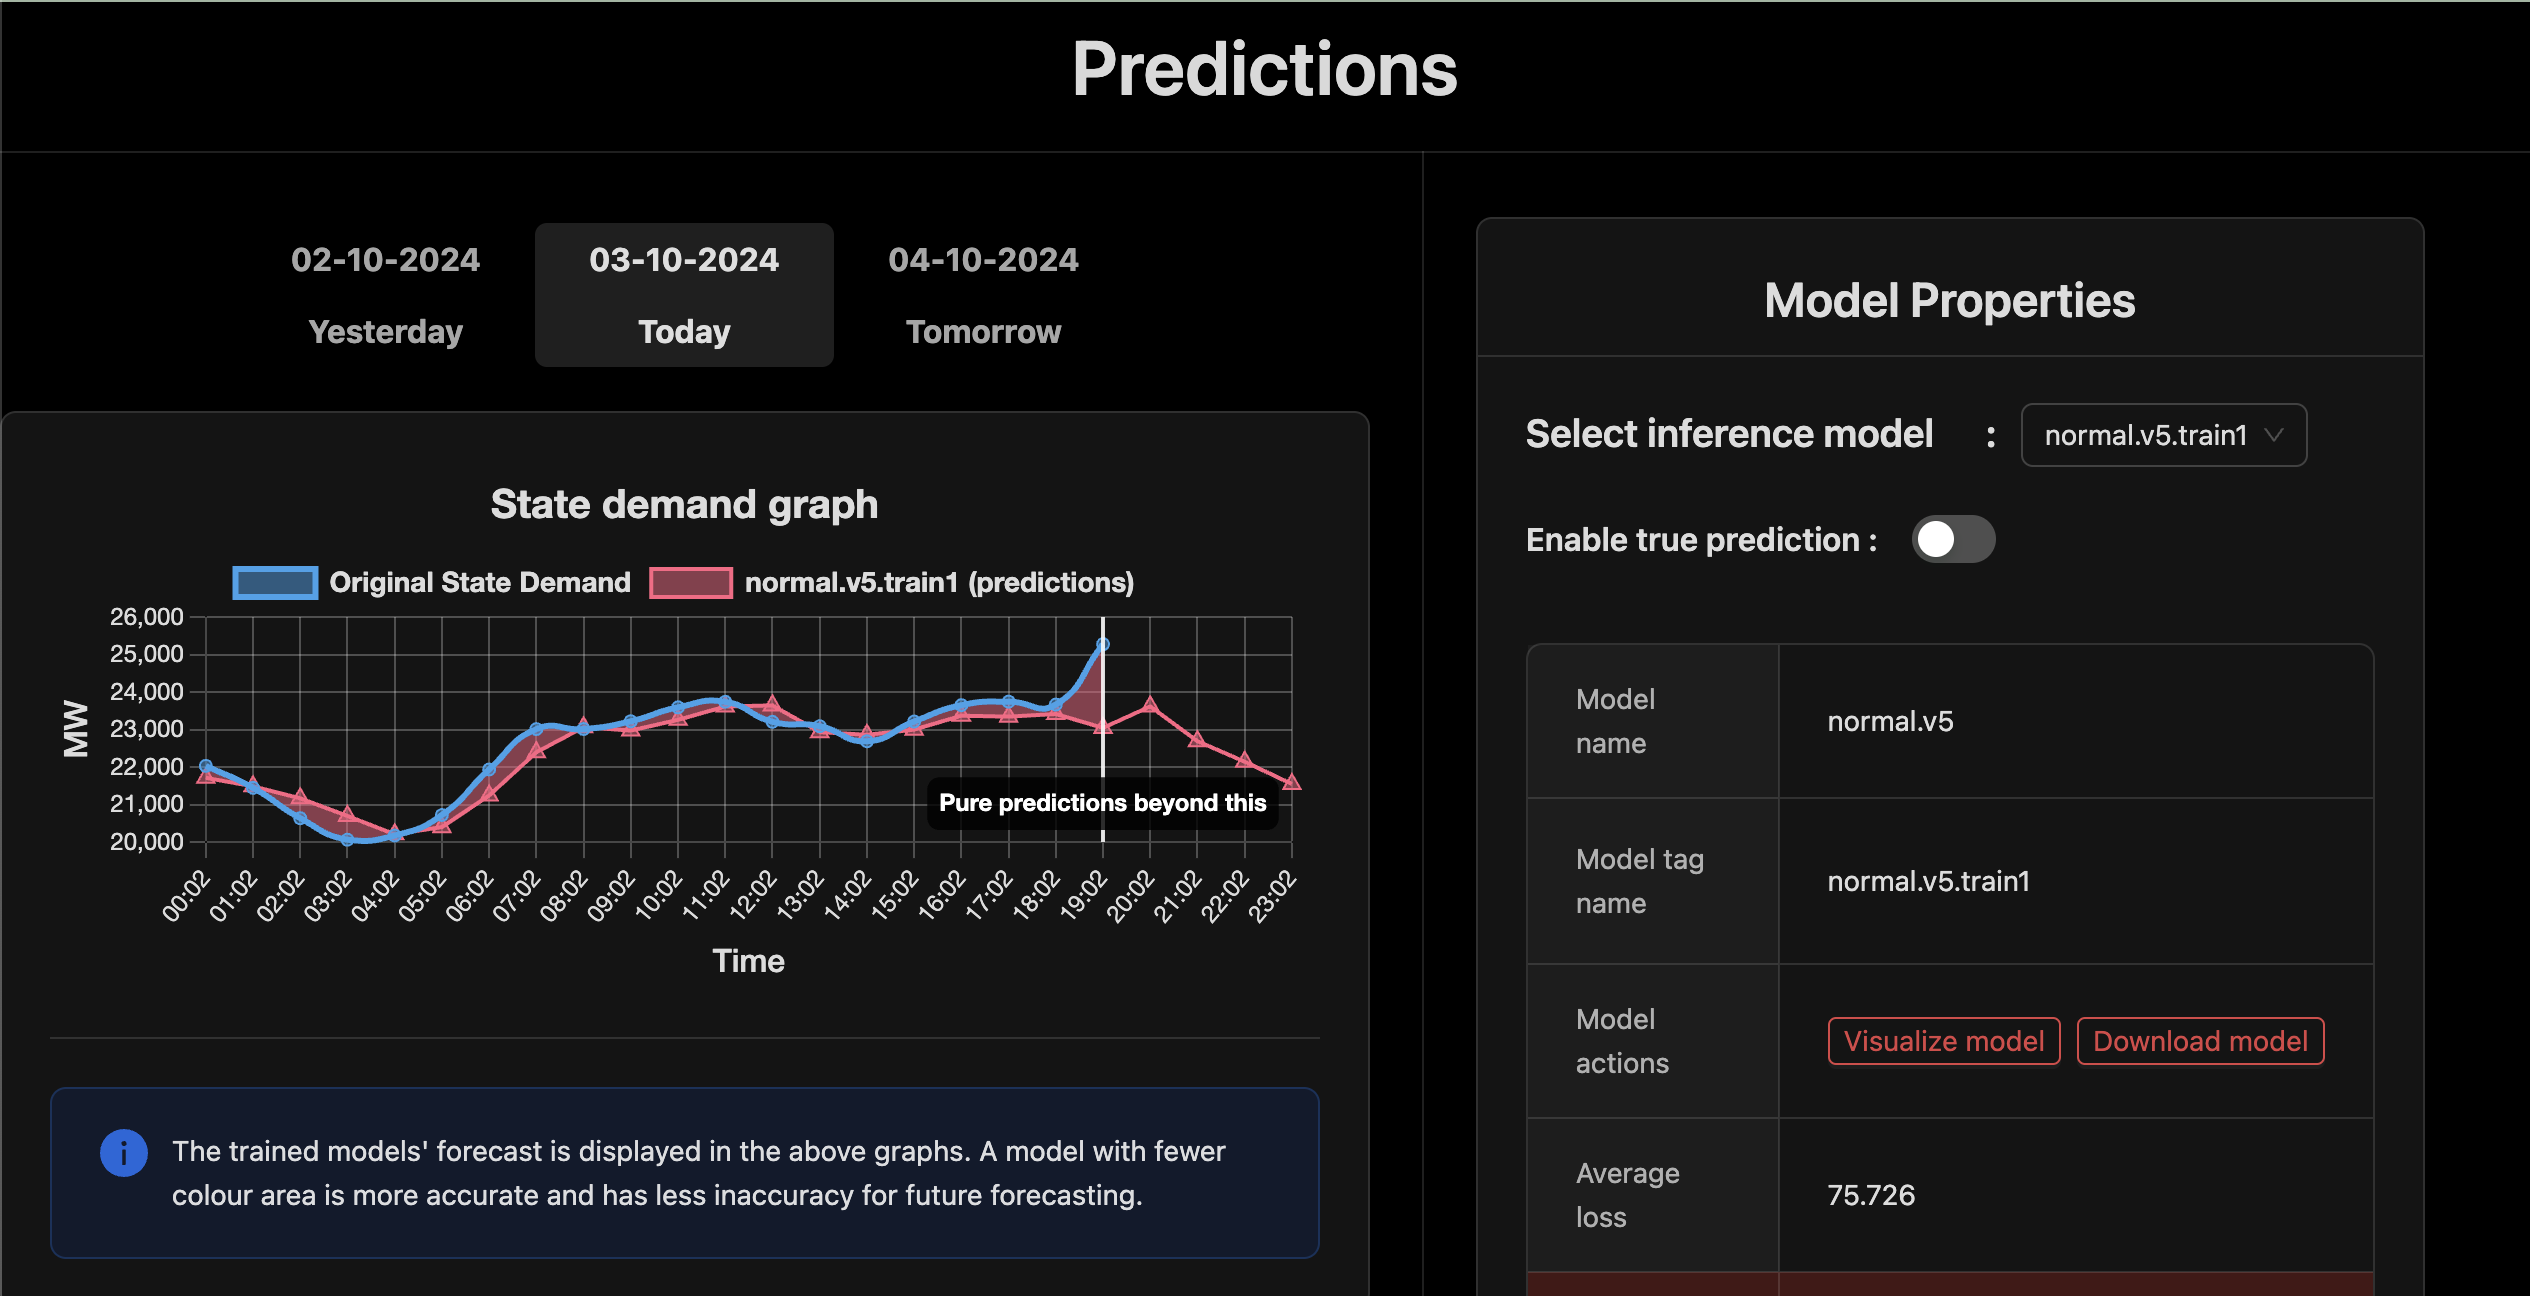 Predictions
02-10-2024
Yesterday
03-10-2024
Today
04-10-2024
Tomorrow
State demand graph
Original State Demand
normal.v5.train1 (predictions)
26,000
25,000
24,000
23,000
22,000
21,000
20,000
MW
Pure predictions beyond this
00:02
01:02
02:02
03:02
04:02
05:02
06:02
07:02
08:02
09:02
10:02
11:02
12:02
13:02
14:02
15:02
16:02
17:02
18:02
19:02
20:02
21:02
22:02
23:02
Time
The trained models' forecast is displayed in the above graphs. A model with fewer
colour area is more accurate and has less inaccuracy for future forecasting.
Model Properties
Select inference model : normal.v5.train1
Enable true prediction :
Model
name
normal.v5
Model tag
name
normal.v5.train1
Model
actions
Visualize model
Download model
Average
loss
75.726